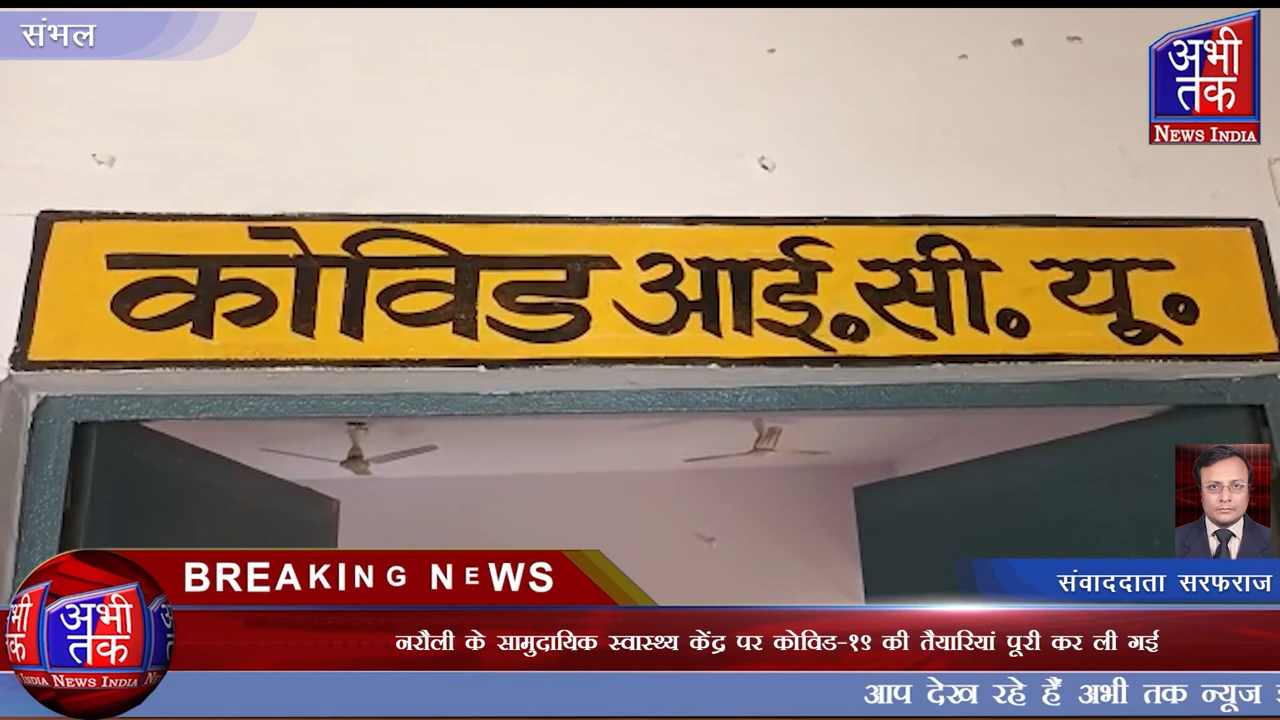 संभल
अभी
तक
NEWS INDIA
कोविड आई.सी. यू.
BREAKING NEWS
संवाददाता सरफराज
अभी
तक
INDIA NEWS INDIA
नरौली के सामुदायिक स्वास्थ्य केंद्र पर कोविड-१९ की तैयारियां पूरी कर ली गई
आप देख रहे हैं अभी तक न्यूज